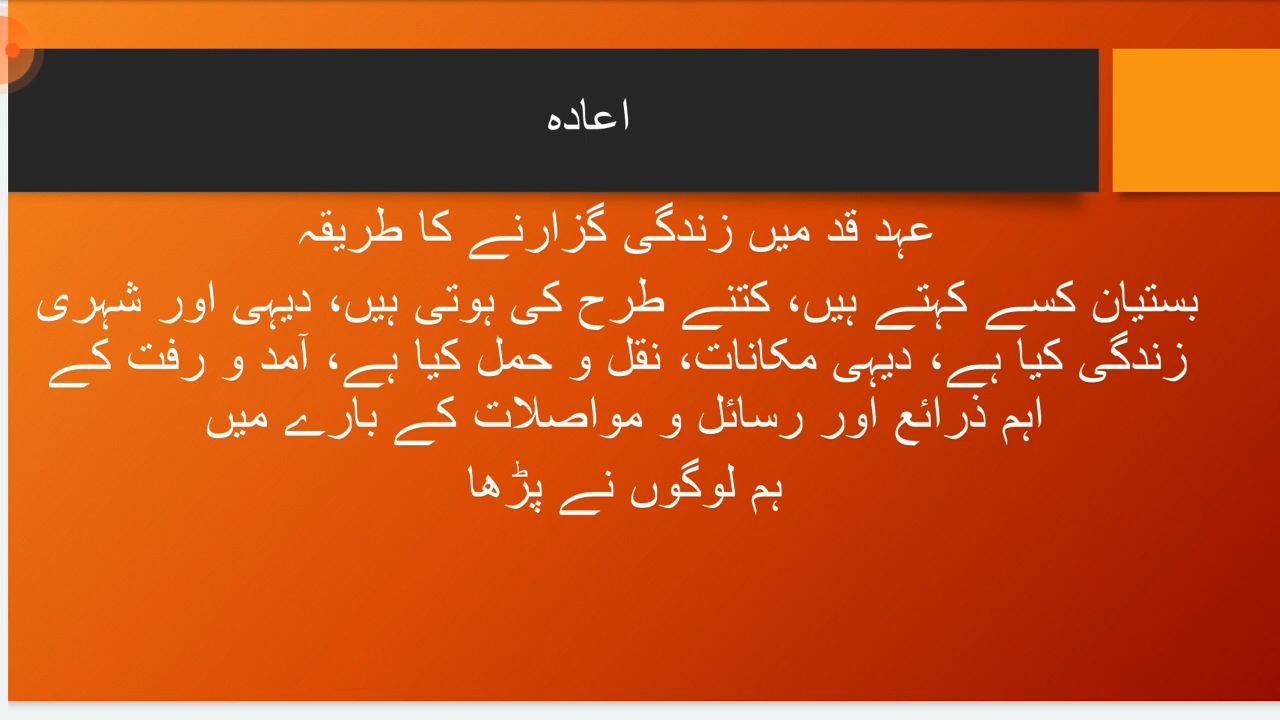 اعادہ
عہد قد میں زندگی گزارنے کا طریقہ
بستیان کسے کہتے ہیں، کتنے طرح کی ہوتی ہیں، دیہی اور شہری
زندگی کیا ہے، دیہی مکانات، نقل و حمل کیا ہے، آمد و رفت کے
اہم ذرائع اور رسائل و مواصلات کے بارے میں
ہم لوگوں نے پڑھا